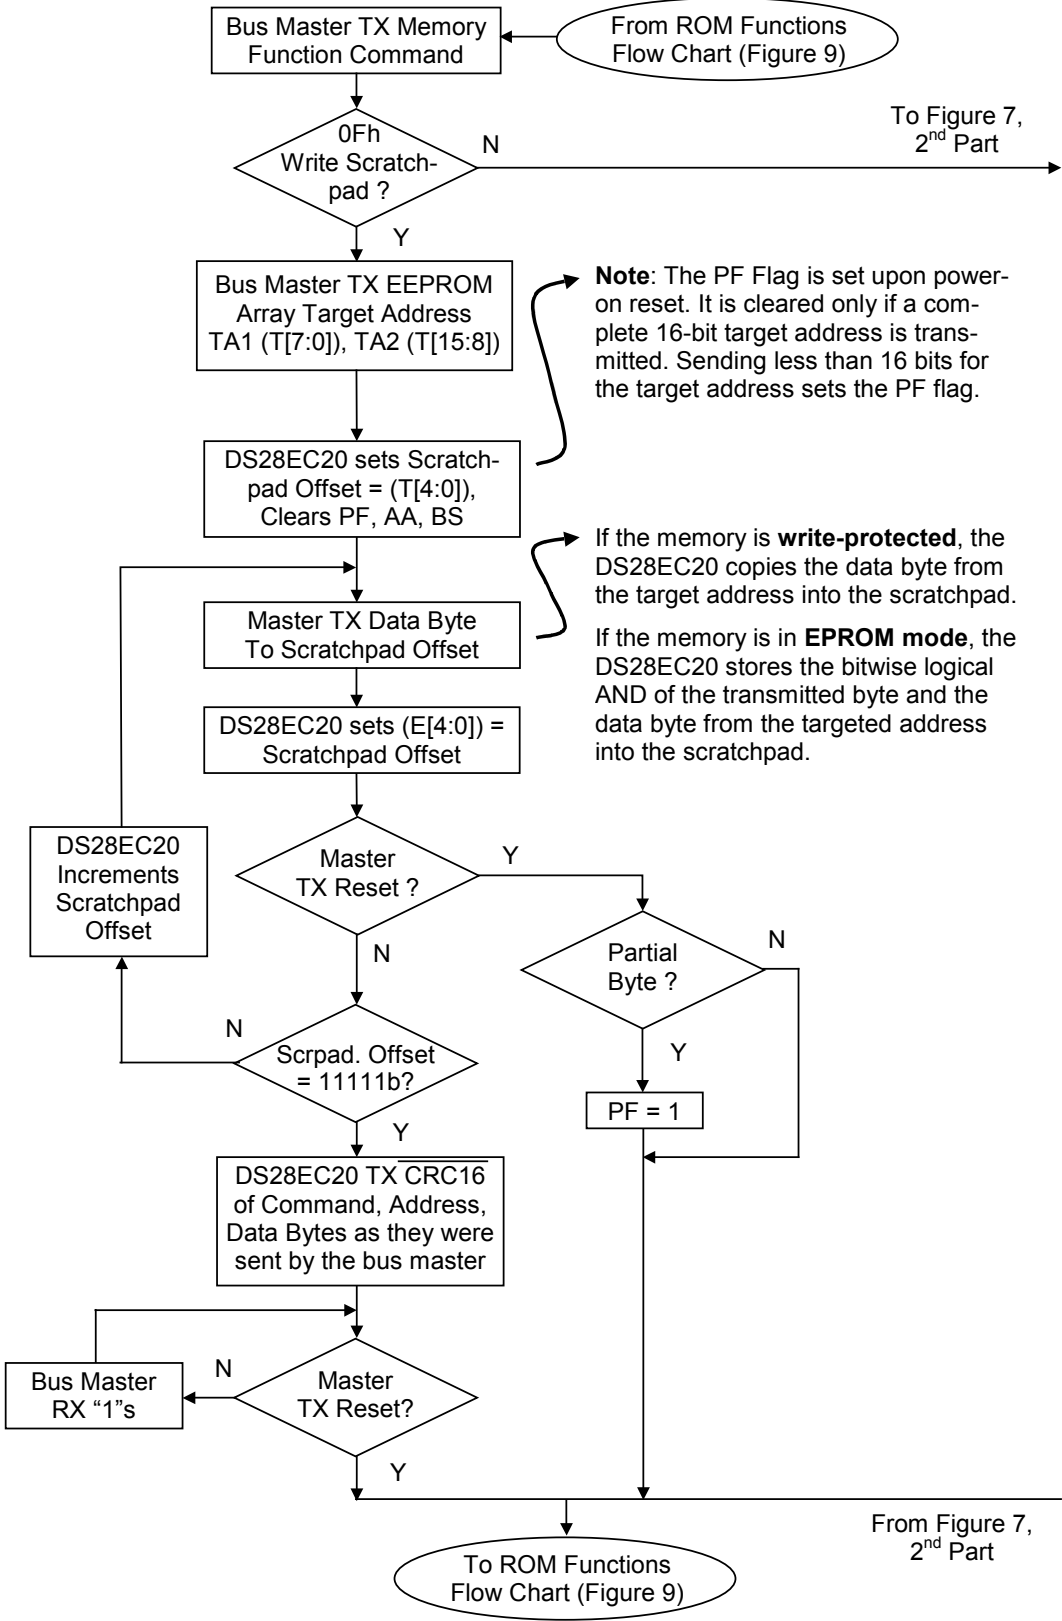 Bus Master TX Memory
Function Command
From ROM Functions
Flow Chart (Figure 9)
0Fh
Write Scratch-
pad ?
N
To Figure 7,
2nd Part
Y
Bus Master TX EEPROM
Array Target Address
TA1 (T[7:0]), TA2 (T[15:8])
Note: The PF Flag is set upon power-
on reset. It is cleared only if a com-
plete 16-bit target address is trans-
mitted. Sending less than 16 bits for
the target address sets the PF flag.
DS28EC20 sets Scratch-
pad Offset = (T[4:0]),
Clears PF, AA, BS
If the memory is write-protected, the
DS28EC20 copies the data byte from
the target address into the scratchpad.
If the memory is in EPROM mode, the
DS28EC20 stores the bitwise logical
AND of the transmitted byte and the
data byte from the targeted address
into the scratchpad.
Master TX Data Byte
To Scratchpad Offset
DS28EC20 sets (E[4:0]) =
Scratchpad Offset
DS28EC20
Increments
Scratchpad
Offset
Master
TX Reset ?
Y
N
Partial
Byte ?
N
Y
PF = 1
N
Scrpad. Offset
= 11111b?
Y
DS28EC20 TX CRC16
of Command, Address,
Data Bytes as they were
sent by the bus master
Bus Master
RX “1”s
N
Master
TX Reset?
Y
From Figure 7,
2nd Part
To ROM Functions
Flow Chart (Figure 9)